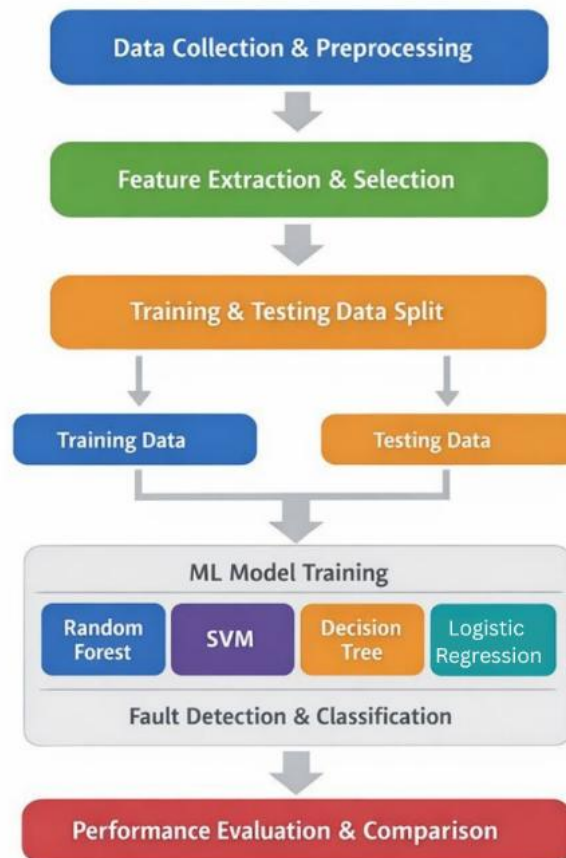 Data Collection & Preprocessing
Feature Extraction & Selection
Training & Testing Data Split
Training Data
Testing Data
ML Model Training
Random
Forest
SVM
Decision
Tree
Logistic
Regression
Fault Detection & Classification
Performance Evaluation & Comparison